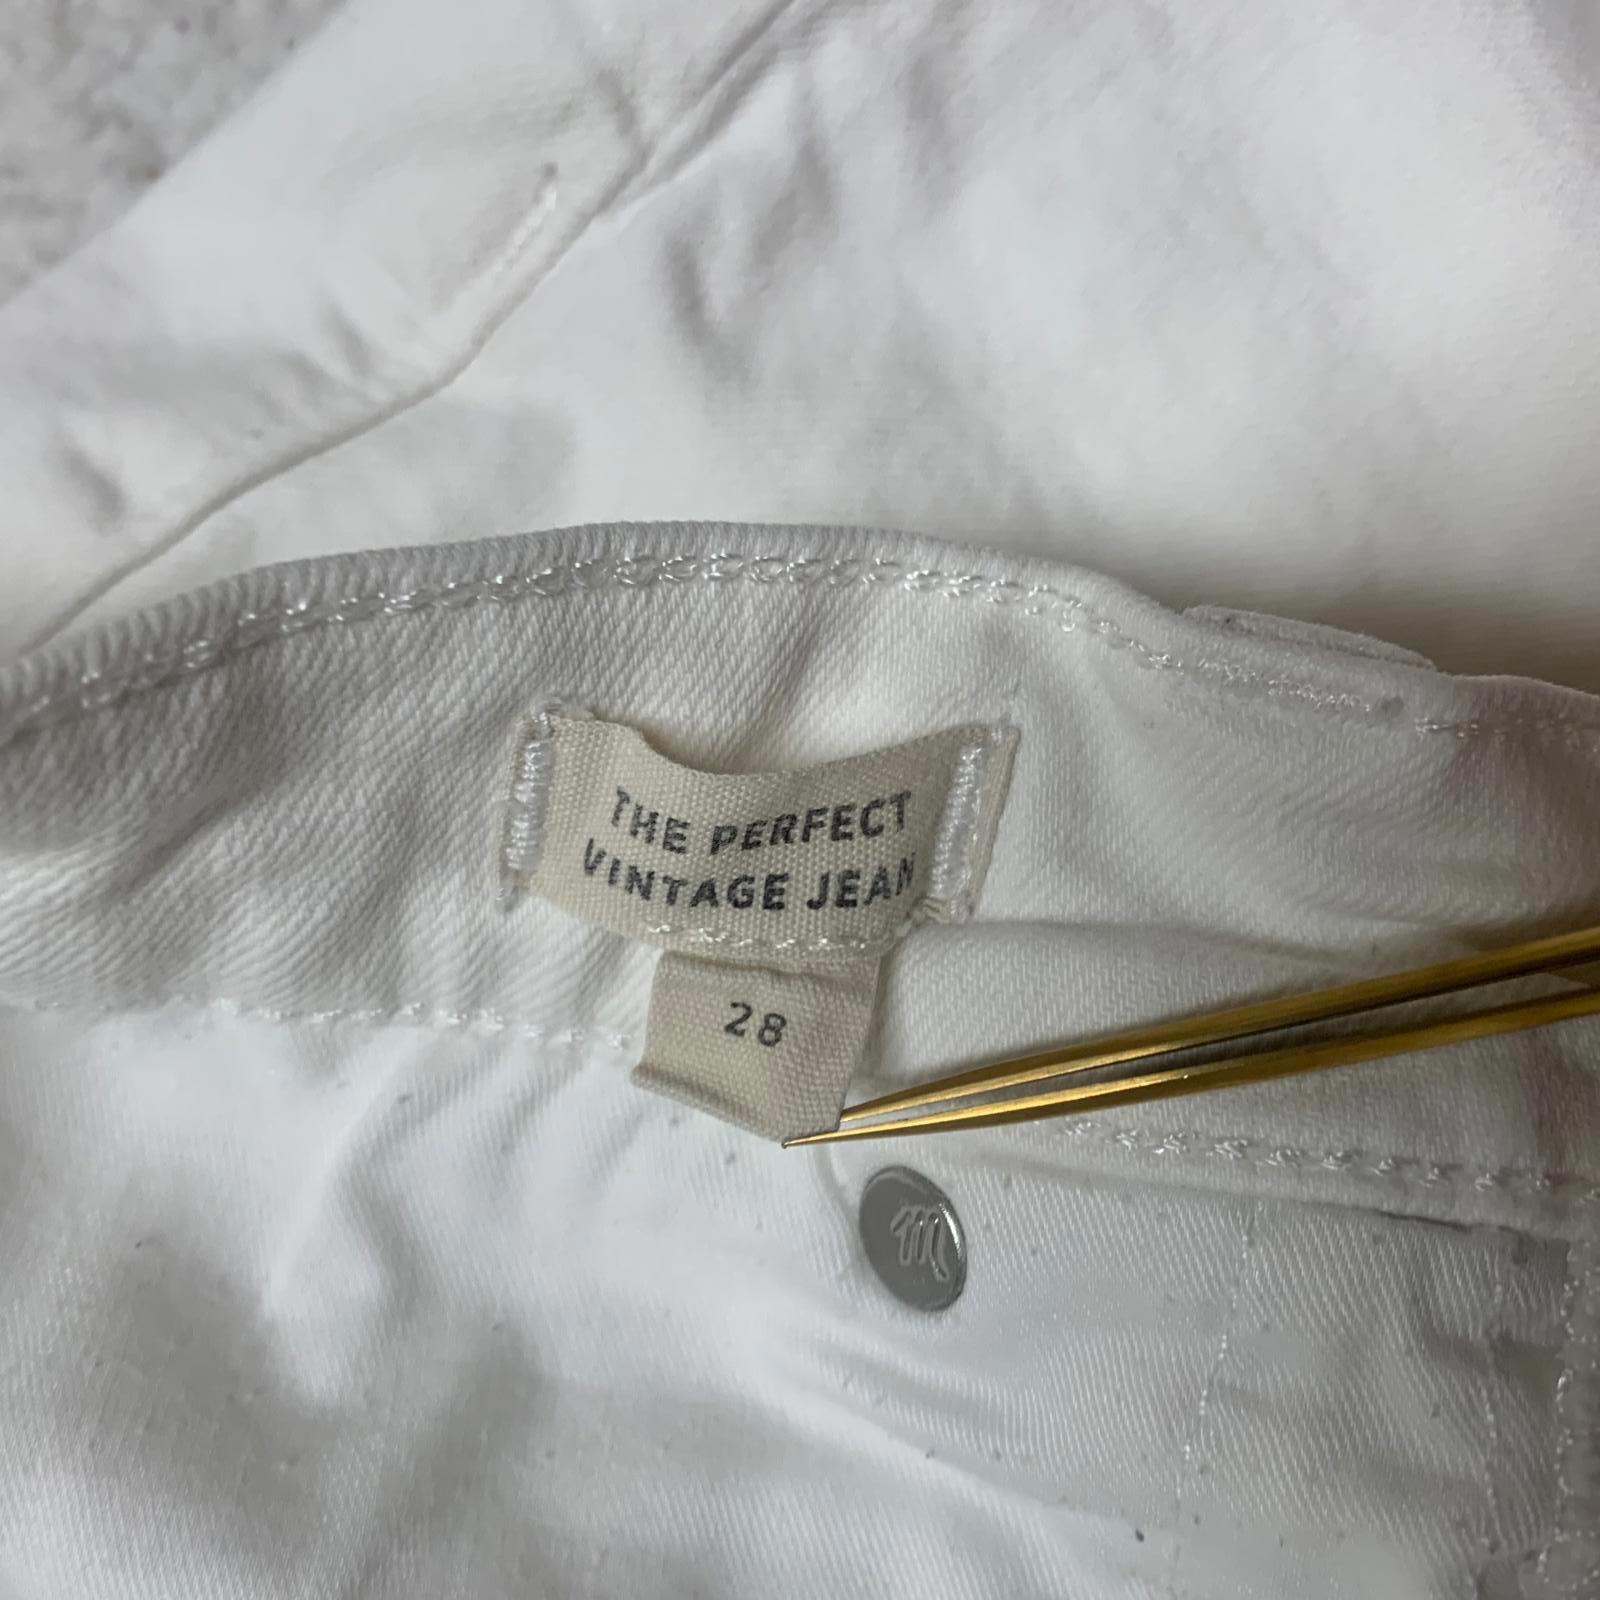 THE PERFECT
VINTAGE JEAN
28
m